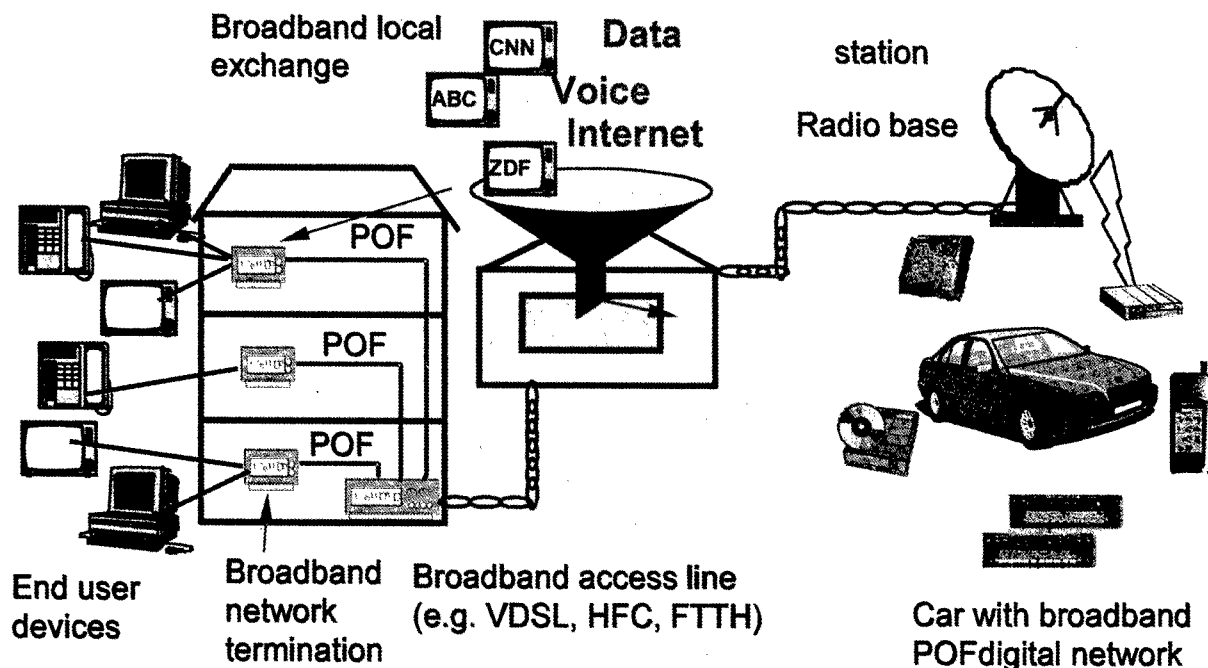 Broadband local
exchange
CNN
Data
ABC
Voice
Internet
ZDF
station
Radio base
POF
POF
POF
End user
devices
Broadband
network
termination
Broadband access line
(e.g. VDSL, HFC, FTTH)
Car with broadband
POFdigital network